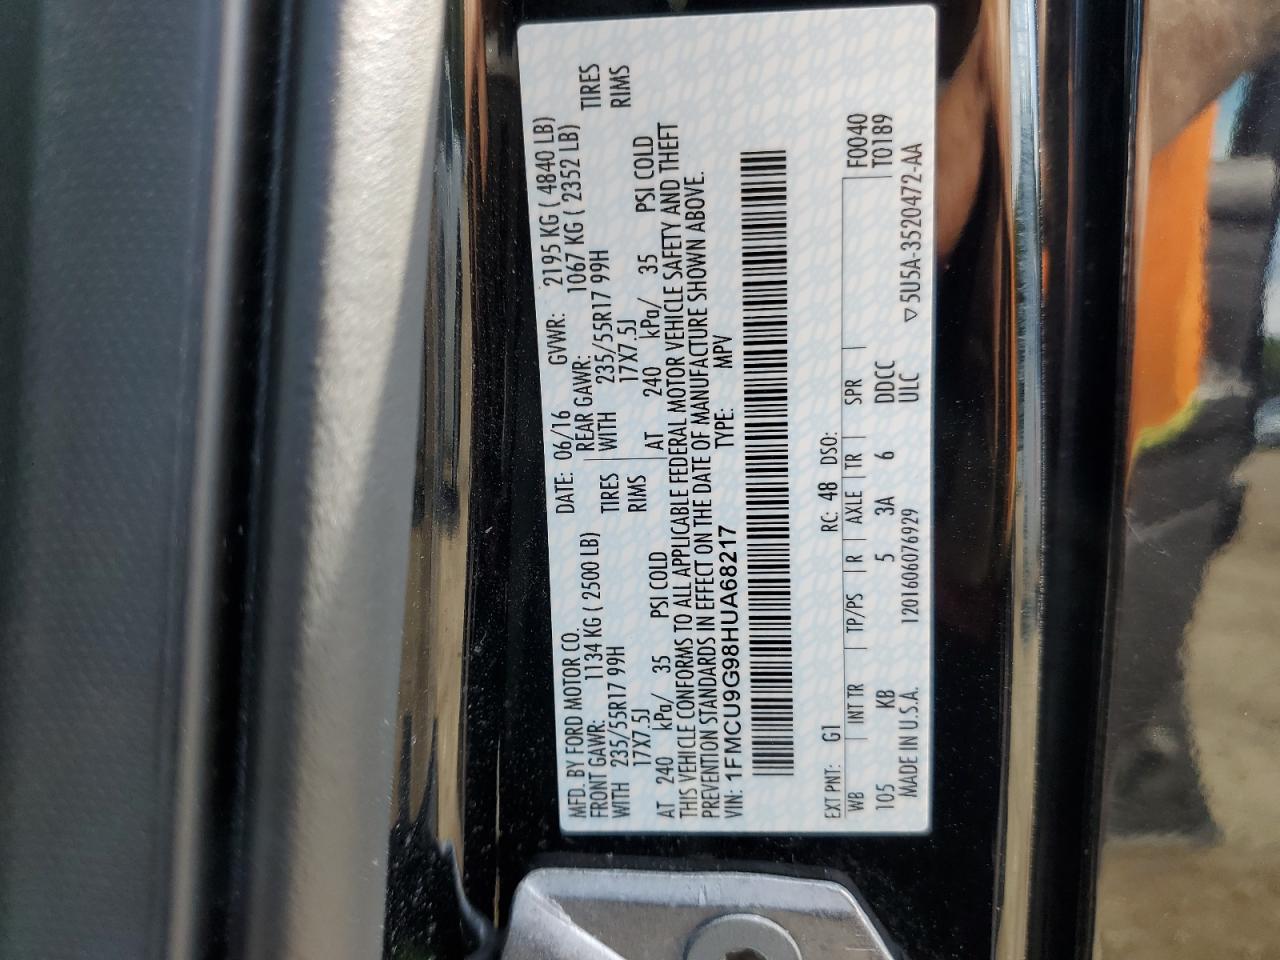 MFD. BY FORD MOTOR CO.
DATE: 06/16 GVWR: 2195 KG ( 4840 LB)
FRONT GAWR: 1134 KG ( 2500 LB) REAR GAWR: 1067 KG ( 2352 LB)
WITH 235/55R17 99H TIRES WITH 235/55R17 99H TIRES
17X7.5J RIMS 17X7.5J RIMS
AT 240 kPa/ 35 PSI COLD AT 240 kPa/ 35 PSI COLD
THIS VEHICLE CONFORMS TO ALL APPLICABLE FEDERAL MOTOR VEHICLE SAFETY AND THEFT
PREVENTION STANDARDS IN EFFECT ON THE DATE OF MANUFACTURE SHOWN ABOVE.
VIN: 1FMCU9G98HUA68217 TYPE: MPV
EXT PNT: G1 RC: 48 DSO: F0040
WB | INT TR | TP/PS | R | AXLE | TR | SPR | T0189
105 KB 5 3A 6 DDCC
MADE IN U.S.A. 1201606076929 ULC ▽5U5A-3520472-AA